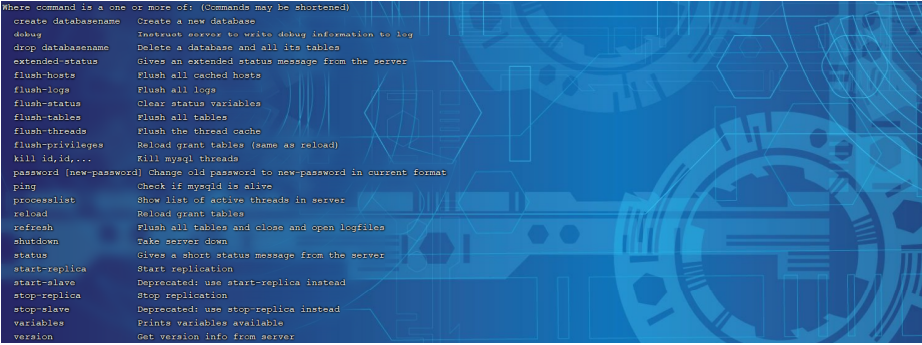 Where command is a one or more of: (Commands may be shortened)
create databasename Create a new database
debug Instruct server to write debug information to log
drop databasename Delete a database and all its tables
extended-status Gives an extended status message from the server
flush-hosts Flush all cached hosts
flush-logs Flush all logs
flush-status Clear status variables
flush-tables Flush all tables
flush-threads Flush the thread cache
flush-privileges Reload grant tables (same as reload)
kill id,id,... Kill mysql threads
password [new-password] Change old password to new-password in current format
ping Check if mysqld is alive
processlist Show list of active threads in server
reload Reload grant tables
refresh Flush all tables and close and open logfiles
shutdown Take server down
status Gives a short status message from the server
start-replica Start replication
start-slave Deprecated: use start-replica instead
stop-replica Stop replication
stop-slave Deprecated: use stop-replica instead
variables Prints variables available
version Get version info from server